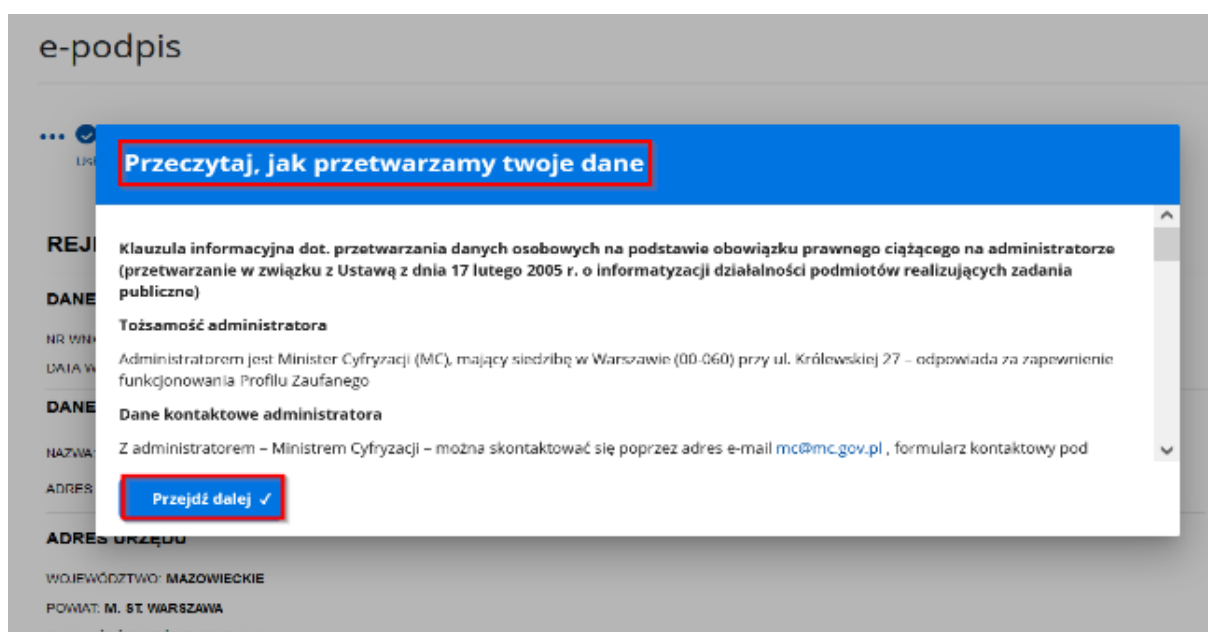 e-podpis
Przeczytaj, jak przetwarzamy twoje dane
REJ
Klauzula informacyjna dot. przetwarzania danych osobowych na podstawie obowiązku prawnego ciążącego na administratorze
(przetwarzanie w związku z Ustawą z dnia 17 lutego 2005 r. o informatyzacji działalności podmiotów realizujących zadania
publiczne)
DANE
Tożsamość administratora
NR WN
Administratorem jest Minister Cyfryzacji (MC), mający siedzibę w Warszawie (00-060) przy ul. Królewskiej 27 – odpowiada za zapewnienie
DATA W
funkcjonowania Profilu Zaufanego
DANE
Dane kontaktowe administratora
NAZWA
Z administratorem – Ministrem Cyfryzacji – można skontaktować się poprzez adres e-mail mc@mc.gov.pl , formularz kontaktowy pod
ADRES
Przejdź dalej ✓
ADRES URZĘDU
WOJEWÓDZTWO: MAZOWIECKIE
POWIAT: M. ST. WARSZAWA